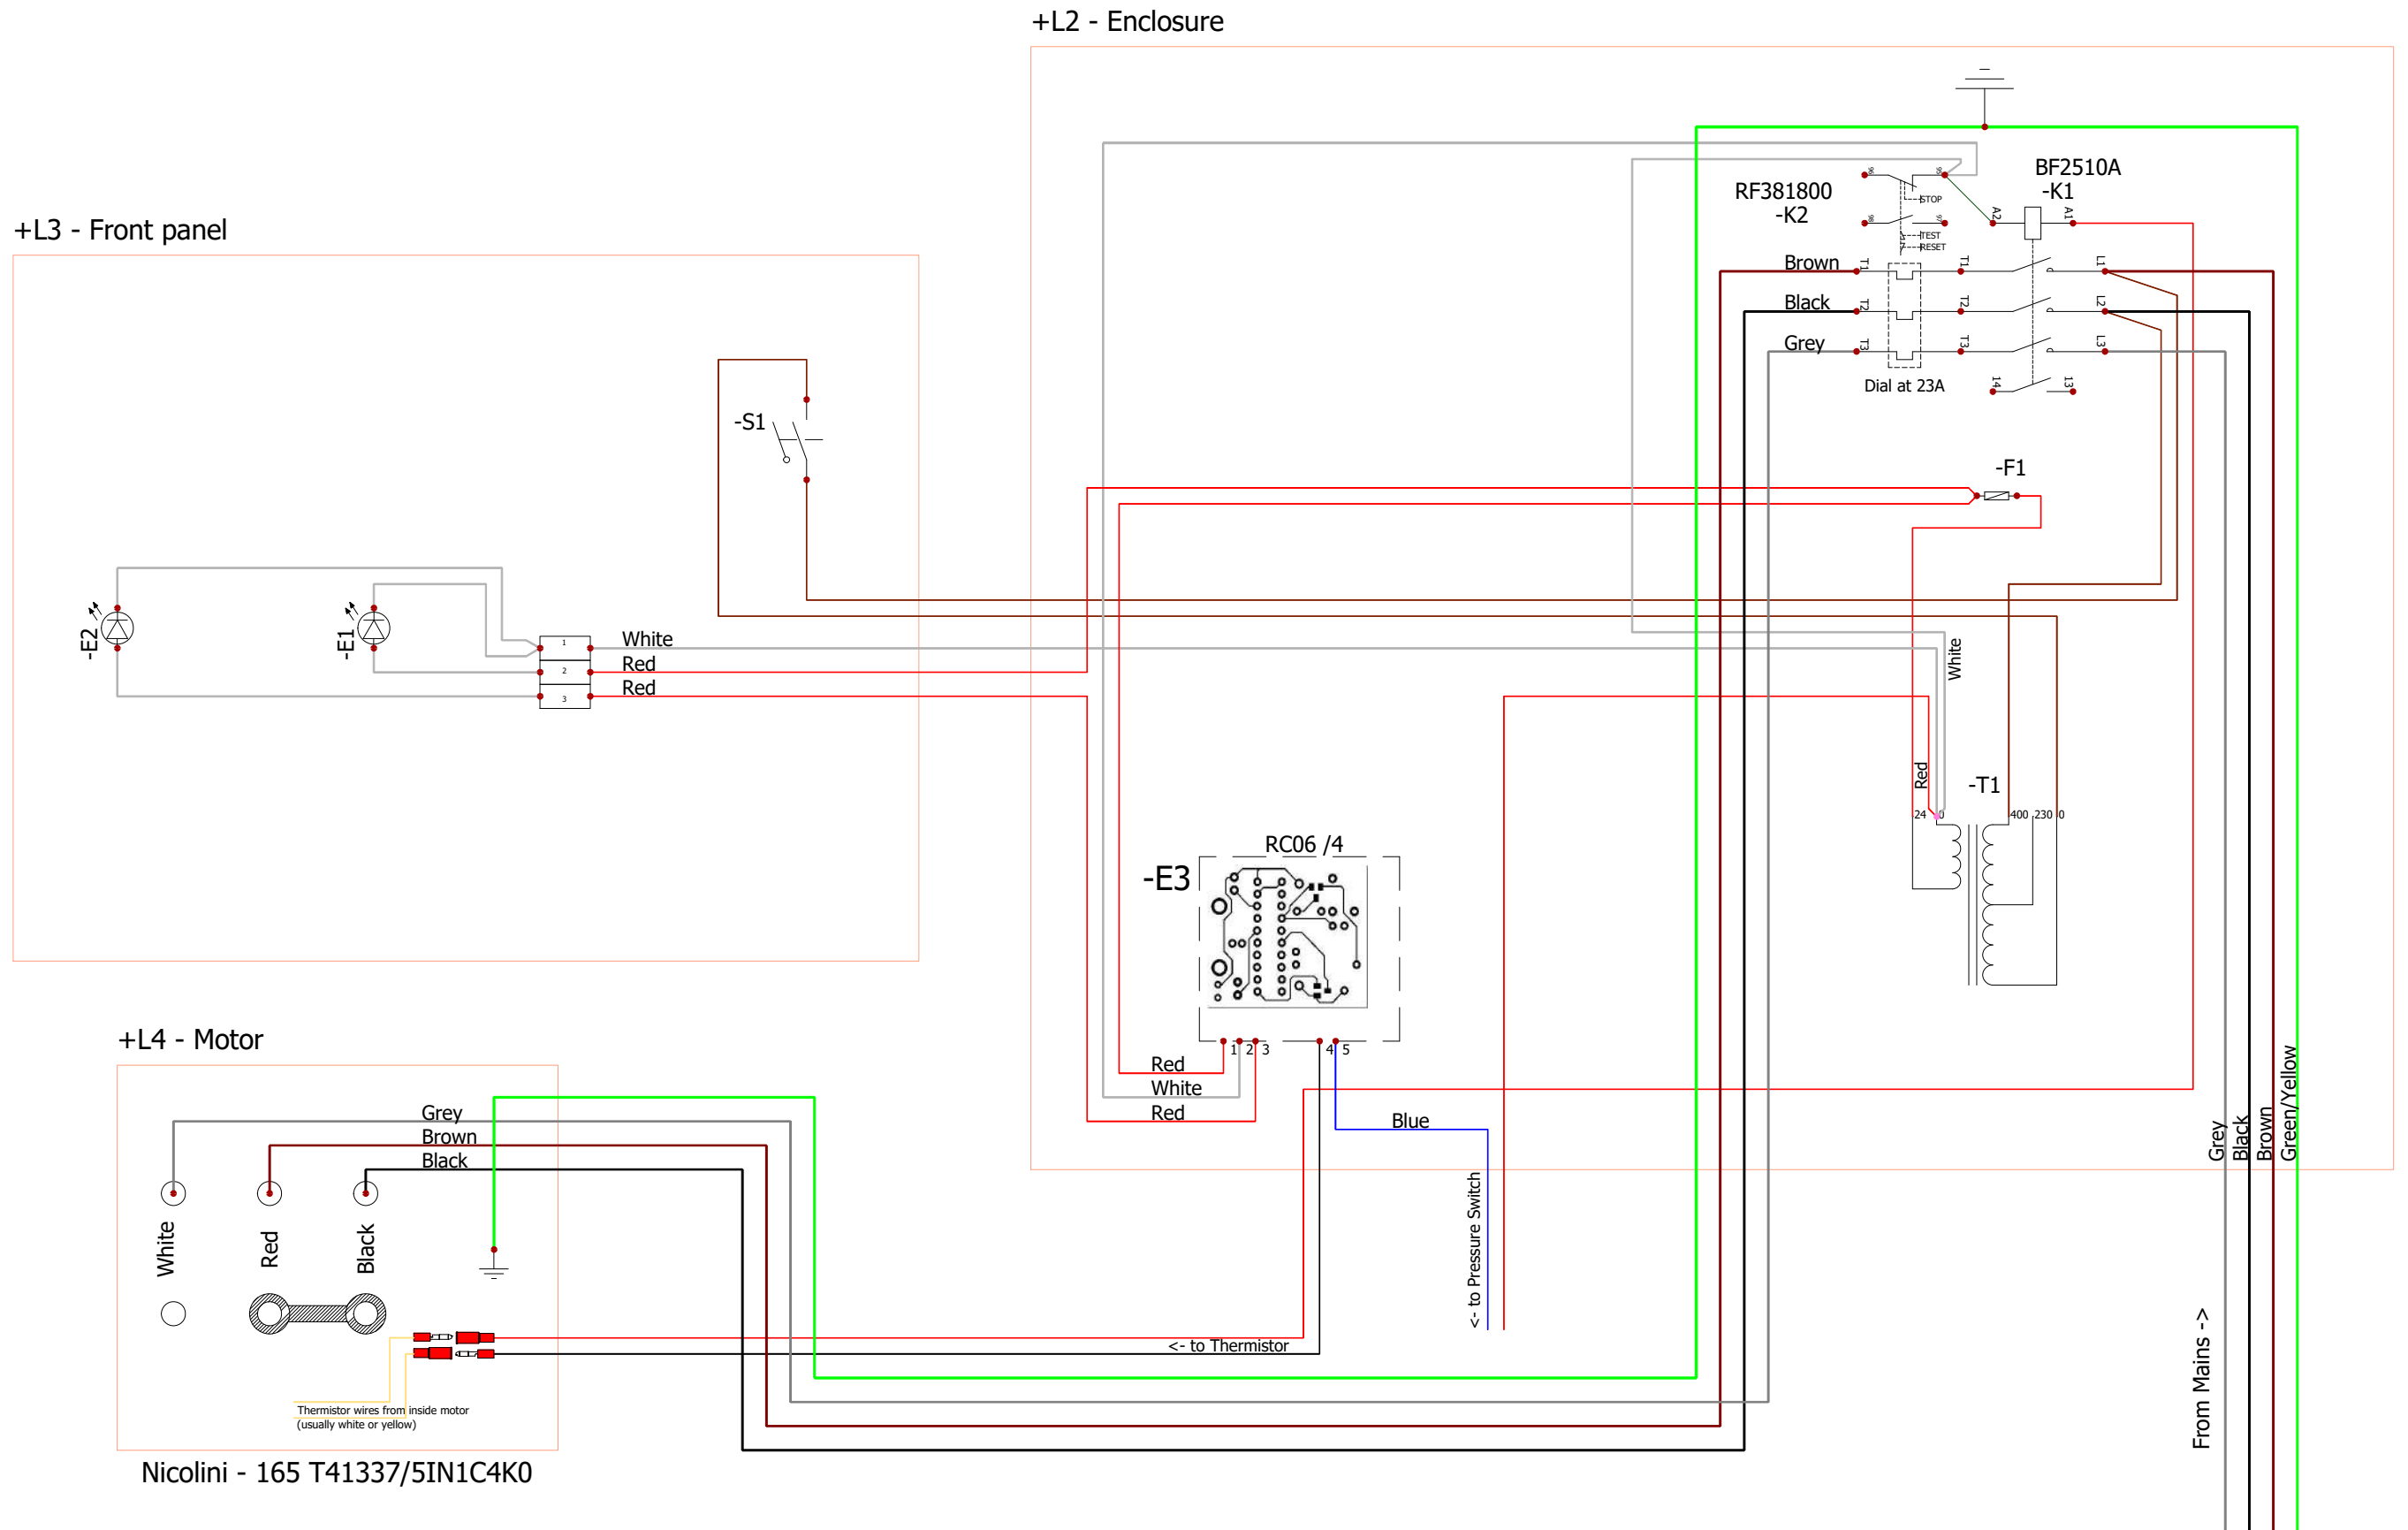 +L2 - Enclosure
+L3 - Front panel
RF381800
-K2
BF2510A
-K1
96
95
STOP
98
97
TEST
RESET
A2
A1
Brown
T1
T1
L1
Black
T2
T2
L2
Grey
T3
T3
L3
Dial at 23A
14
13
-S1
-F1
-E2
-E1
1
2
3
White
Red
Red
White
Red
-T1
24
0
400
230
0
RC06 /4
-E3
1
2
3
4
5
Red
White
Red
Blue
<- to Pressure Switch
Grey
Black
Brown
Green/Yellow
From Mains ->
+L4 - Motor
Grey
Brown
Black
White
Red
Black
<- to Thermistor
Thermistor wires from inside motor
(usually white or yellow)
Nicolini - 165 T41337/5IN1C4K0